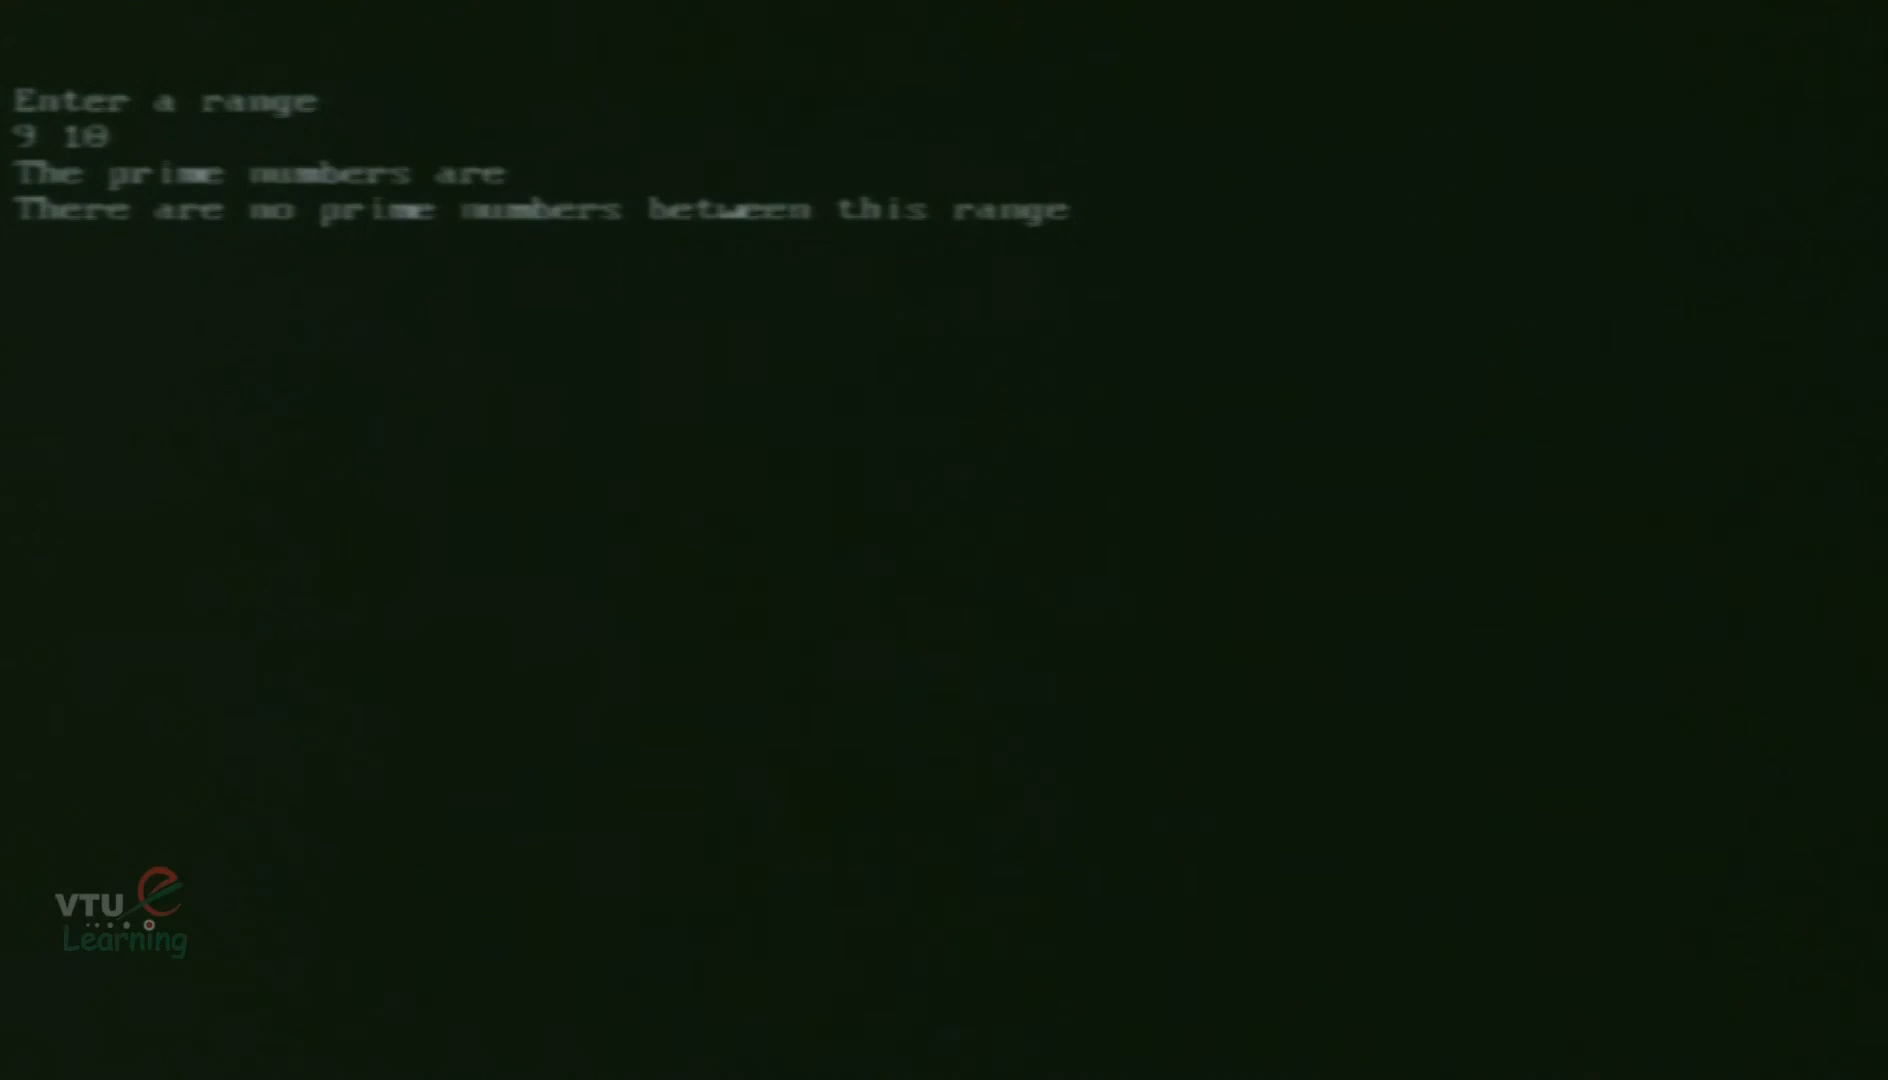 Enter a range
9 10
The prime numbers are
There are no prime numbers between this range
VTU e
Learning